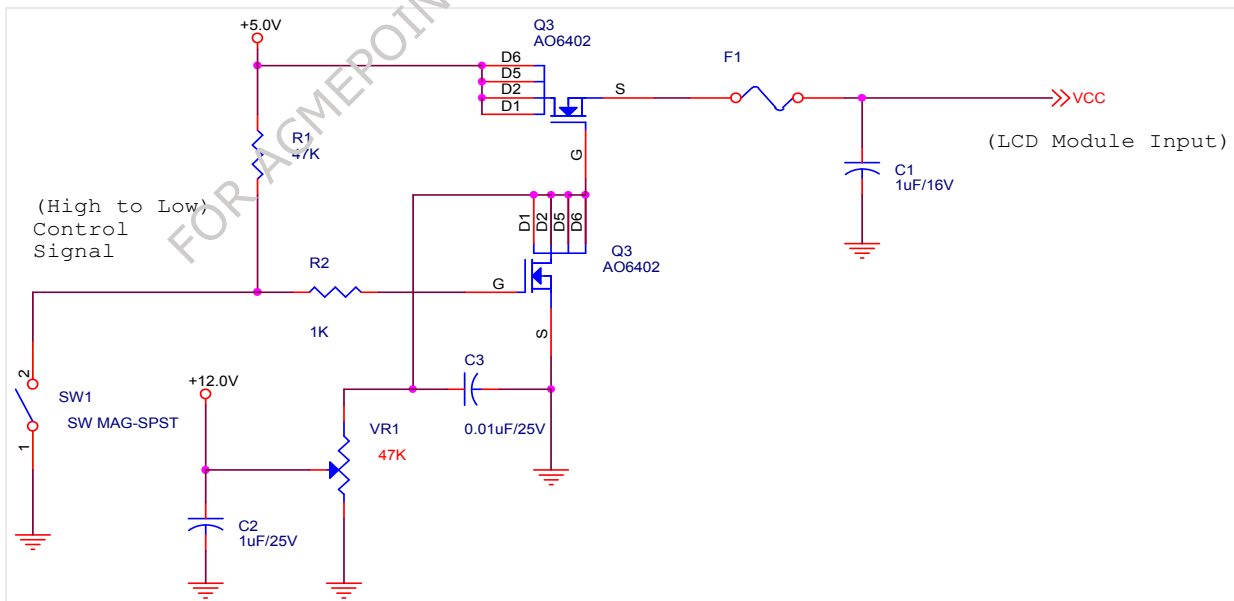 +5.0V
Q3
AO6402
D6
D5
D2
D1
S
G
F1
VCC
(LCD Module Input)
R1
47K
C1
1uF/16V
FOR ACMEPOIN
(High to Low)
Control
Signal
D1
D2
D5
D6
Q3
AO6402
R2
1K
G
S
C3
0.01uF/25V
+12.0V
2
SW1
SW MAG-SPST
1
VR1
47K
C2
1uF/25V